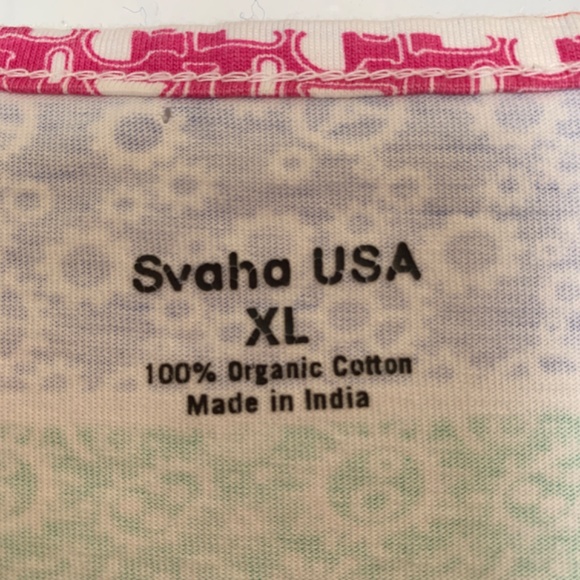 Svaha USA
XL
100% Organic Cotton
Made in India